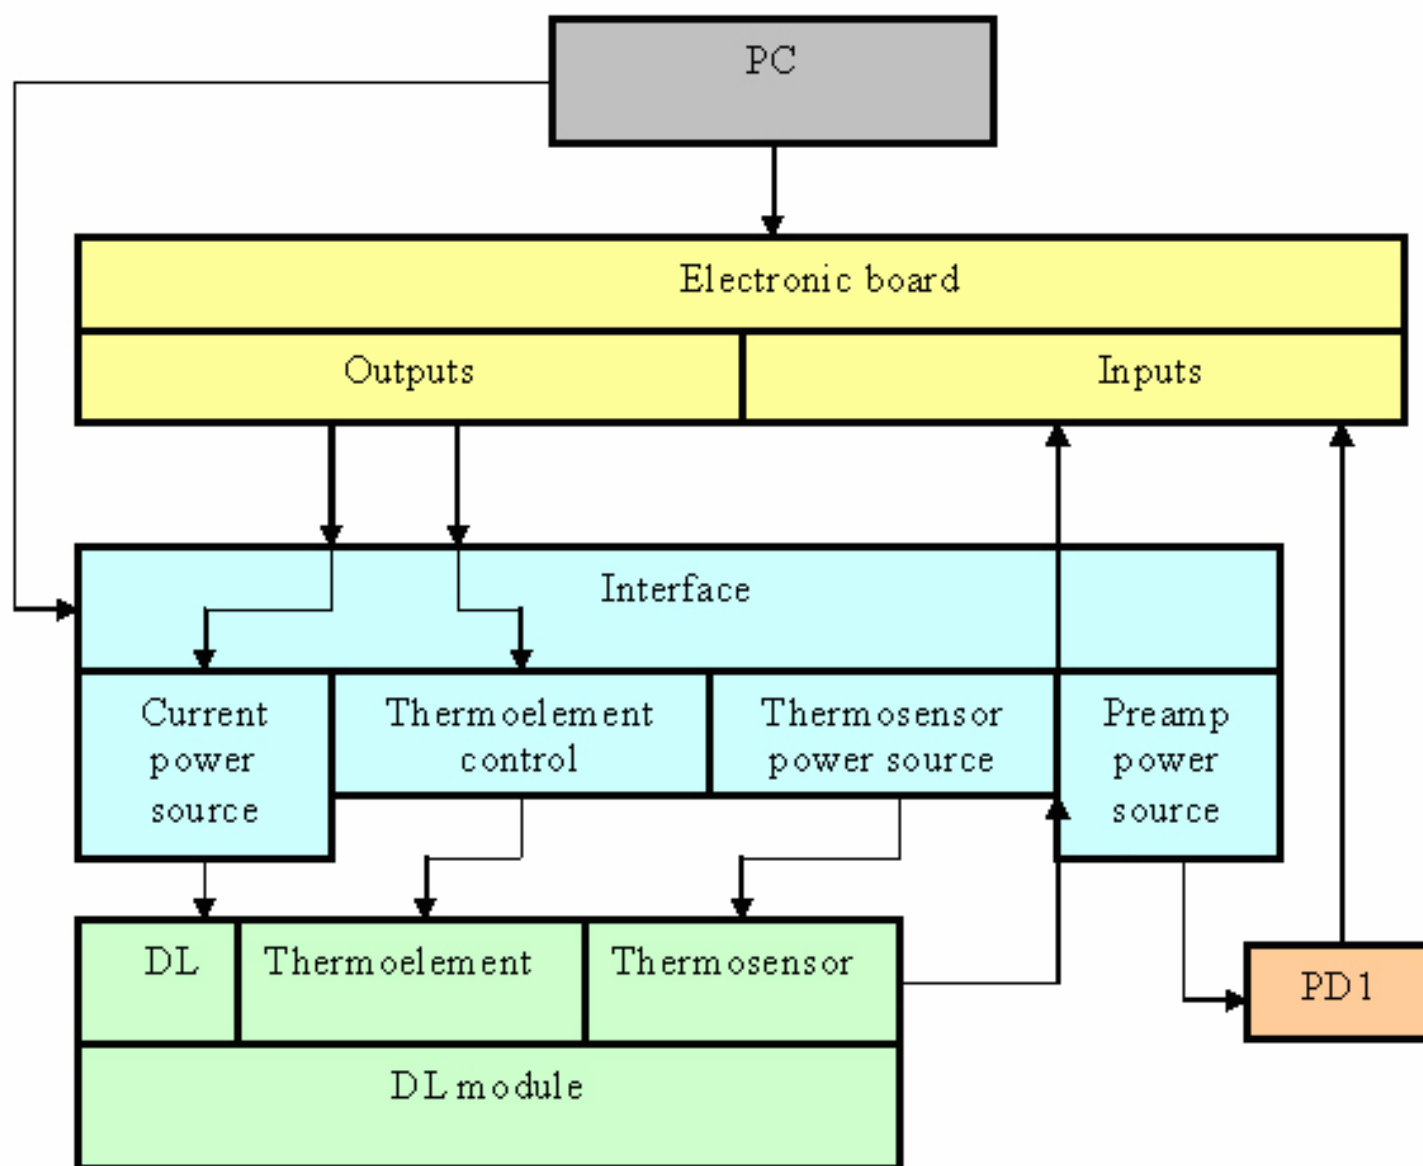 PC
Electronic board
Outputs
Inputs
Interface
Current
power
source
Thermoelement
control
Thermosensor
power source
Preamp
power
source
DL
Thermoelement
Thermosensor
PD1
DL module